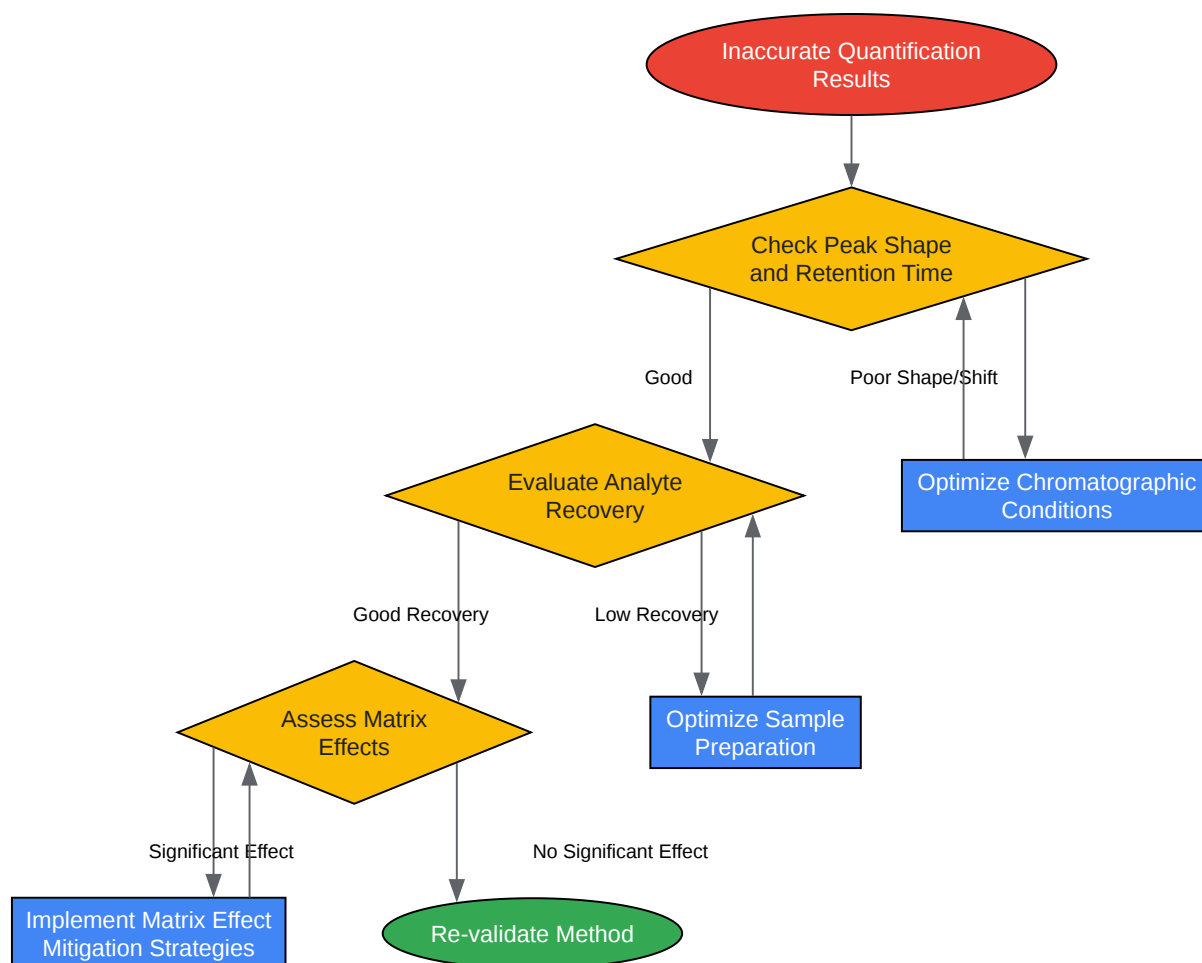 Inaccurate Quantification
Results
Check Peak Shape
and Retention Time
Good
Poor Shape/Shift
Evaluate Analyte
Recovery
Optimize Chromatographic
Conditions
Good Recovery
Low Recovery
Assess Matrix
Effects
Optimize Sample
Preparation
Significant Effect
No Significant Effect
Implement Matrix Effect
Mitigation Strategies
Re-validate Method